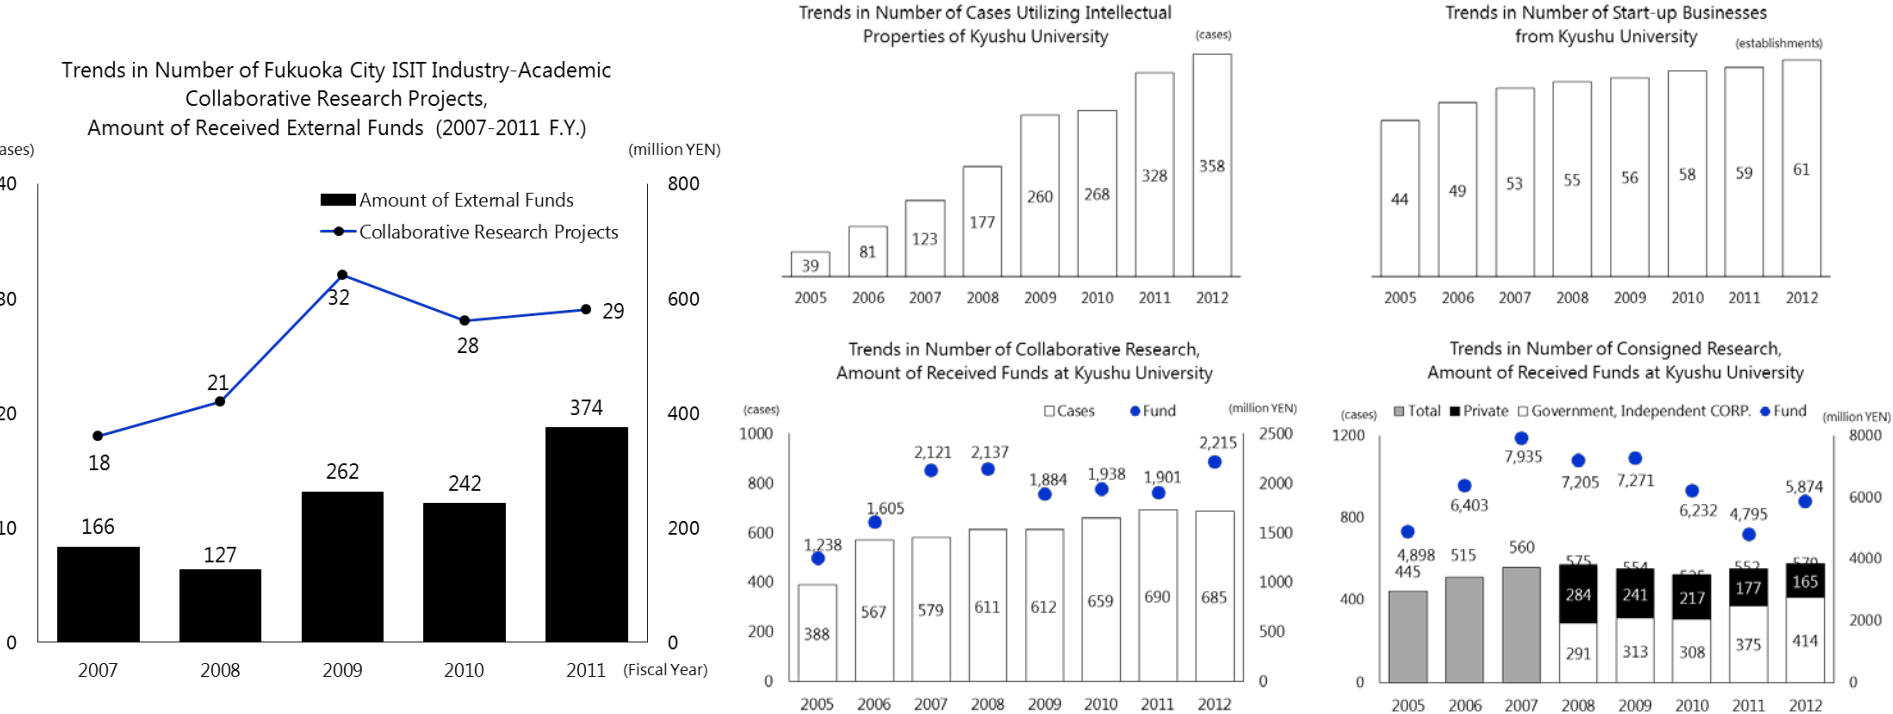 Trends in Number of Fukuoka City ISIT Industry-Academic
Collaborative Research Projects,
Amount of Received External Funds (2007-2011 F.Y.)
(million YEN)
Amount of External Funds
Collaborative Research Projects
800
600
400
200
0
0
18
21
32
28
29
166
127
262
242
374
2007 2008 2009 2010 2011 (Fiscal Year)
Trends in Number of Cases Utilizing Intellectual
Properties of Kyushu University
(cases)
39 81 123 177 260 268 328 358
2005 2006 2007 2008 2009 2010 2011 2012
Trends in Number of Start-up Businesses
from Kyushu University
(establishments)
44 49 53 55 56 58 59 61
2005 2006 2007 2008 2009 2010 2011 2012
Trends in Number of Collaborative Research,
Amount of Received Funds at Kyushu University
(cases)
Cases Fund
(million YEN)
1000
800
600
400
200
0
2500
2000
1500
1000
500
0
1,238 1,605 2,121 2,137 1,884 1,938 1,901 2,215
388 567 579 611 612 659 690 685
2005 2006 2007 2008 2009 2010 2011 2012
Trends in Number of Consigned Research,
Amount of Received Funds at Kyushu University
(cases)
Total Private Government, Independent CORP. Fund
(million YEN)
1200
800
400
0
8000
6000
4000
2000
0
4,898 6,403 7,935 7,205 7,271 6,232 4,795 5,874
445 515 560 575 554 552
284 241 217 177 165
291 313 308 375 414
2005 2006 2007 2008 2009 2010 2011 2012